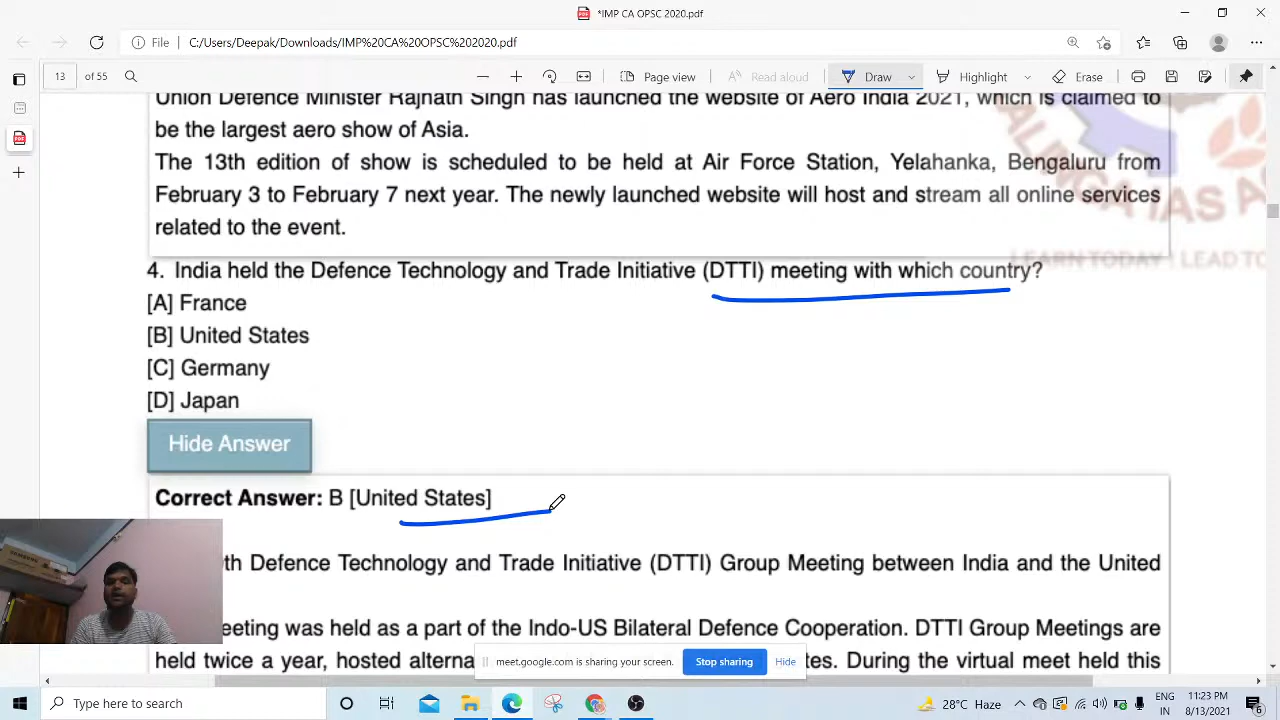 *IMP CA OPSC 2020.pdf
File C:/Users/Deepak/Downloads/IMP%20CA%20OPSC%202020.pdf
13 of 55 Page view Read aloud Draw Highlight Erase
Union Defence Minister Rajnath Singh has launched the website of Aero India 2021, which is claimed to
be the largest aero show of Asia.
The 13th edition of show is scheduled to be held at Air Force Station, Yelahanka, Bengaluru from
February 3 to February 7 next year. The newly launched website will host and stream all online services
related to the event.
AS A
LEARN TODAY | LEAD TO
4. India held the Defence Technology and Trade Initiative (DTTI) meeting with which country?
[A] France
[B] United States
[C] Germany
[D] Japan
Hide Answer
Correct Answer: B [United States]
th Defence Technology and Trade Initiative (DTTI) Group Meeting between India and the United
eeting was held as a part of the Indo-US Bilateral Defence Cooperation. DTTI Group Meetings are
held twice a year, hosted alterna tes. During the virtual meet held this
meet.google.com is sharing your screen. Stop sharing Hide
Type here to search 28°C Haze ENG 11:23 PM
IN 8/13/2021 6